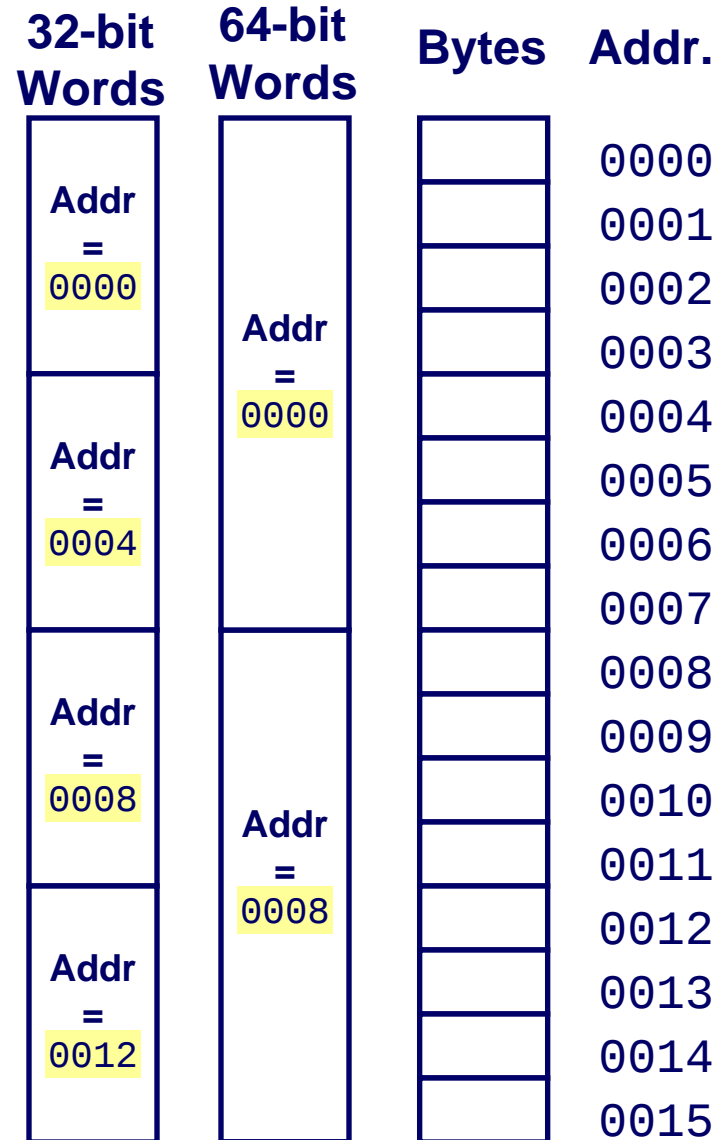 32-bit
Words
64-bit
Words
Bytes
Addr.
Addr
=
0000
Addr
=
0004
Addr
=
0008
Addr
=
0012
Addr
=
0000
Addr
=
0008
0000
0001
0002
0003
0004
0005
0006
0007
0008
0009
0010
0011
0012
0013
0014
0015